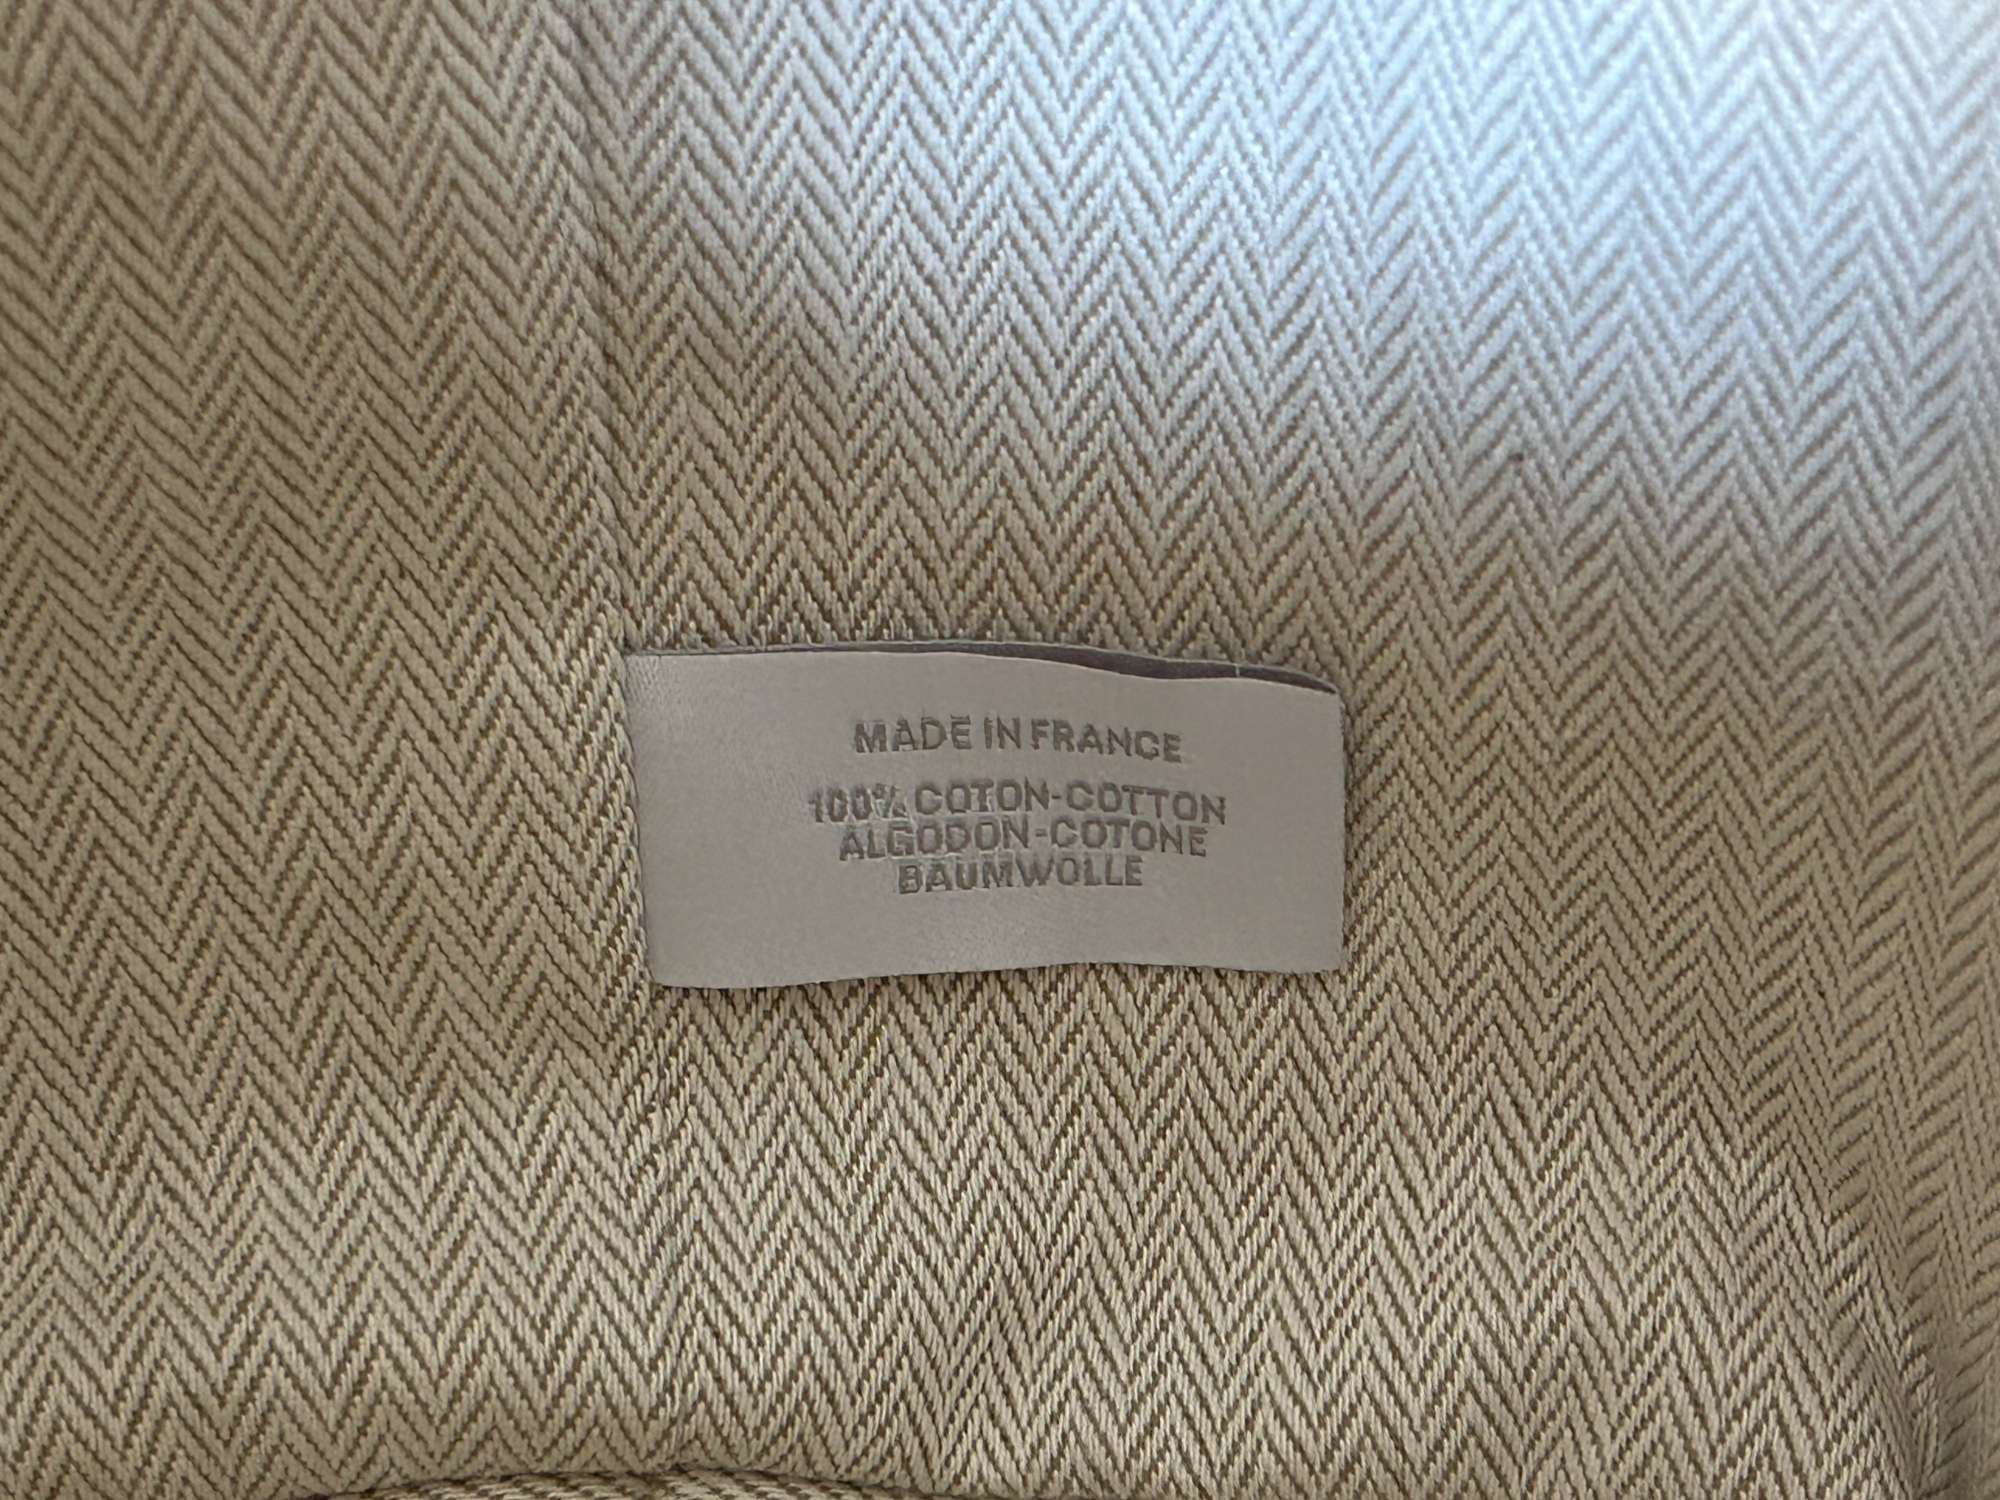 MADE IN FRANCE
100% COTON-COTTON
ALGODON-COTONE
BAUMWOLLE